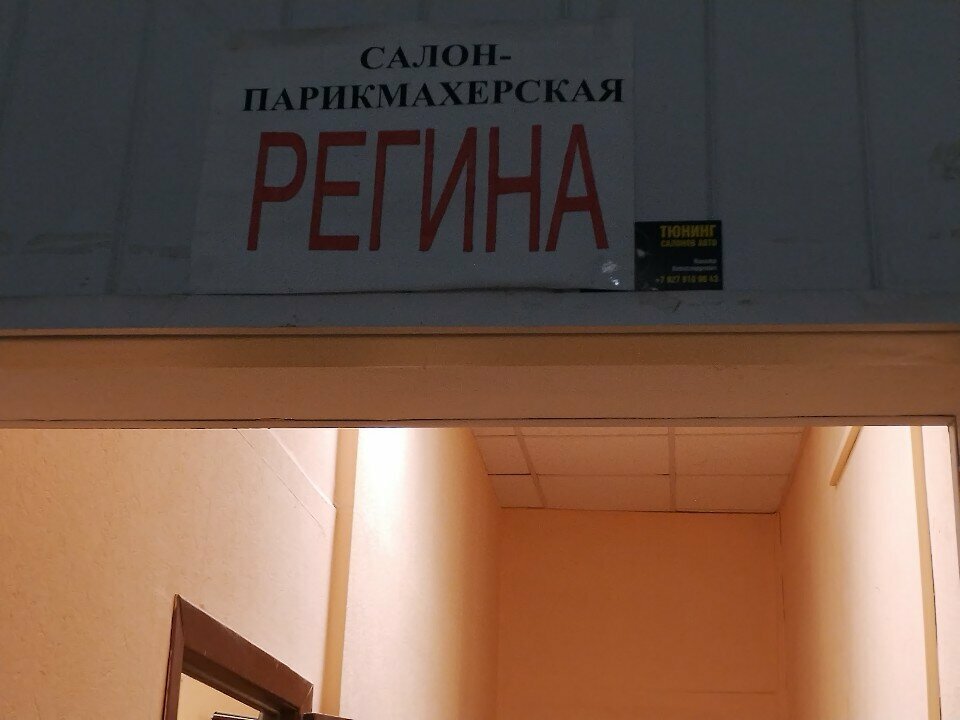 САЛОН-
ПАРИКМАХЕРСКАЯ
РЕГИНА
ТЮНИНГ
САЛОНОВ АВТО